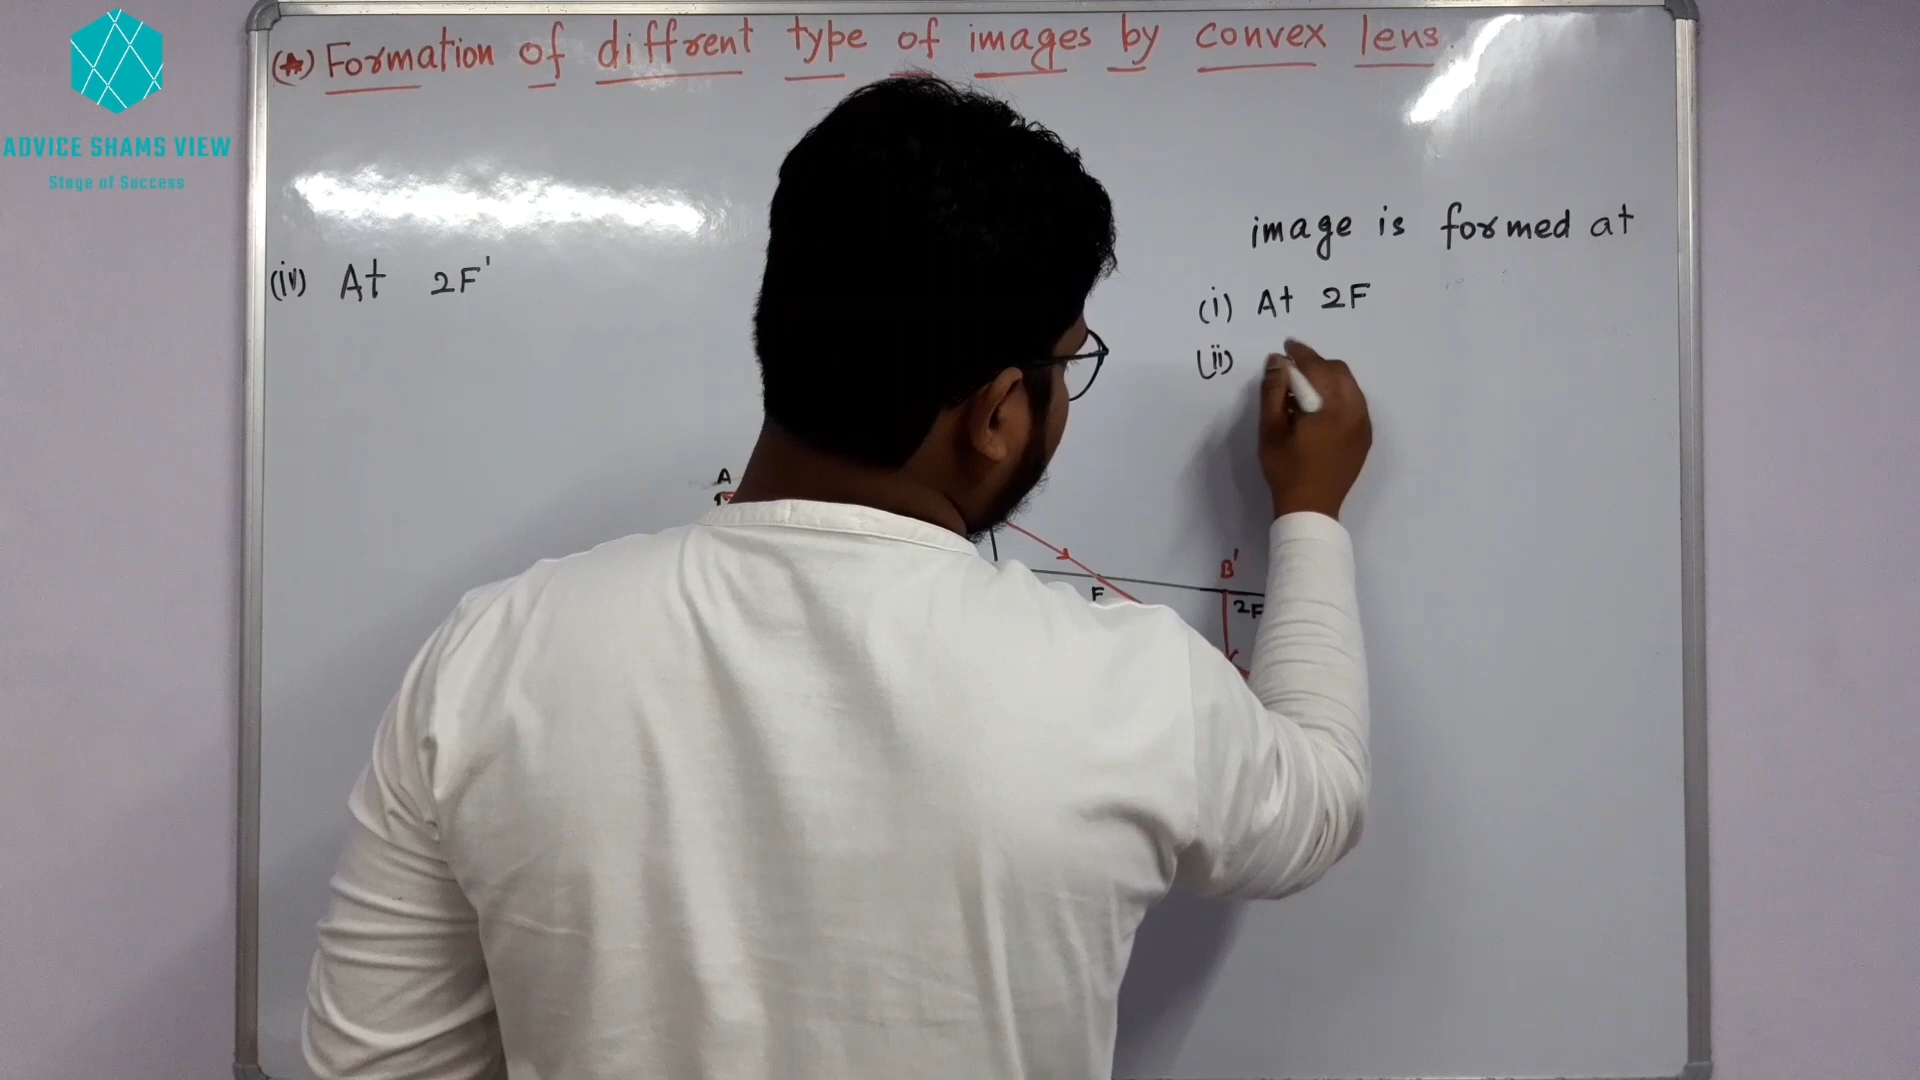 (*) Formation of diffrent type of images by convex lens.
ADVICE SHAMS VIEW
Stage of Success
image is formed at
(iv) At 2F'
(i) At 2F
(ii)
A
B'
F
2F